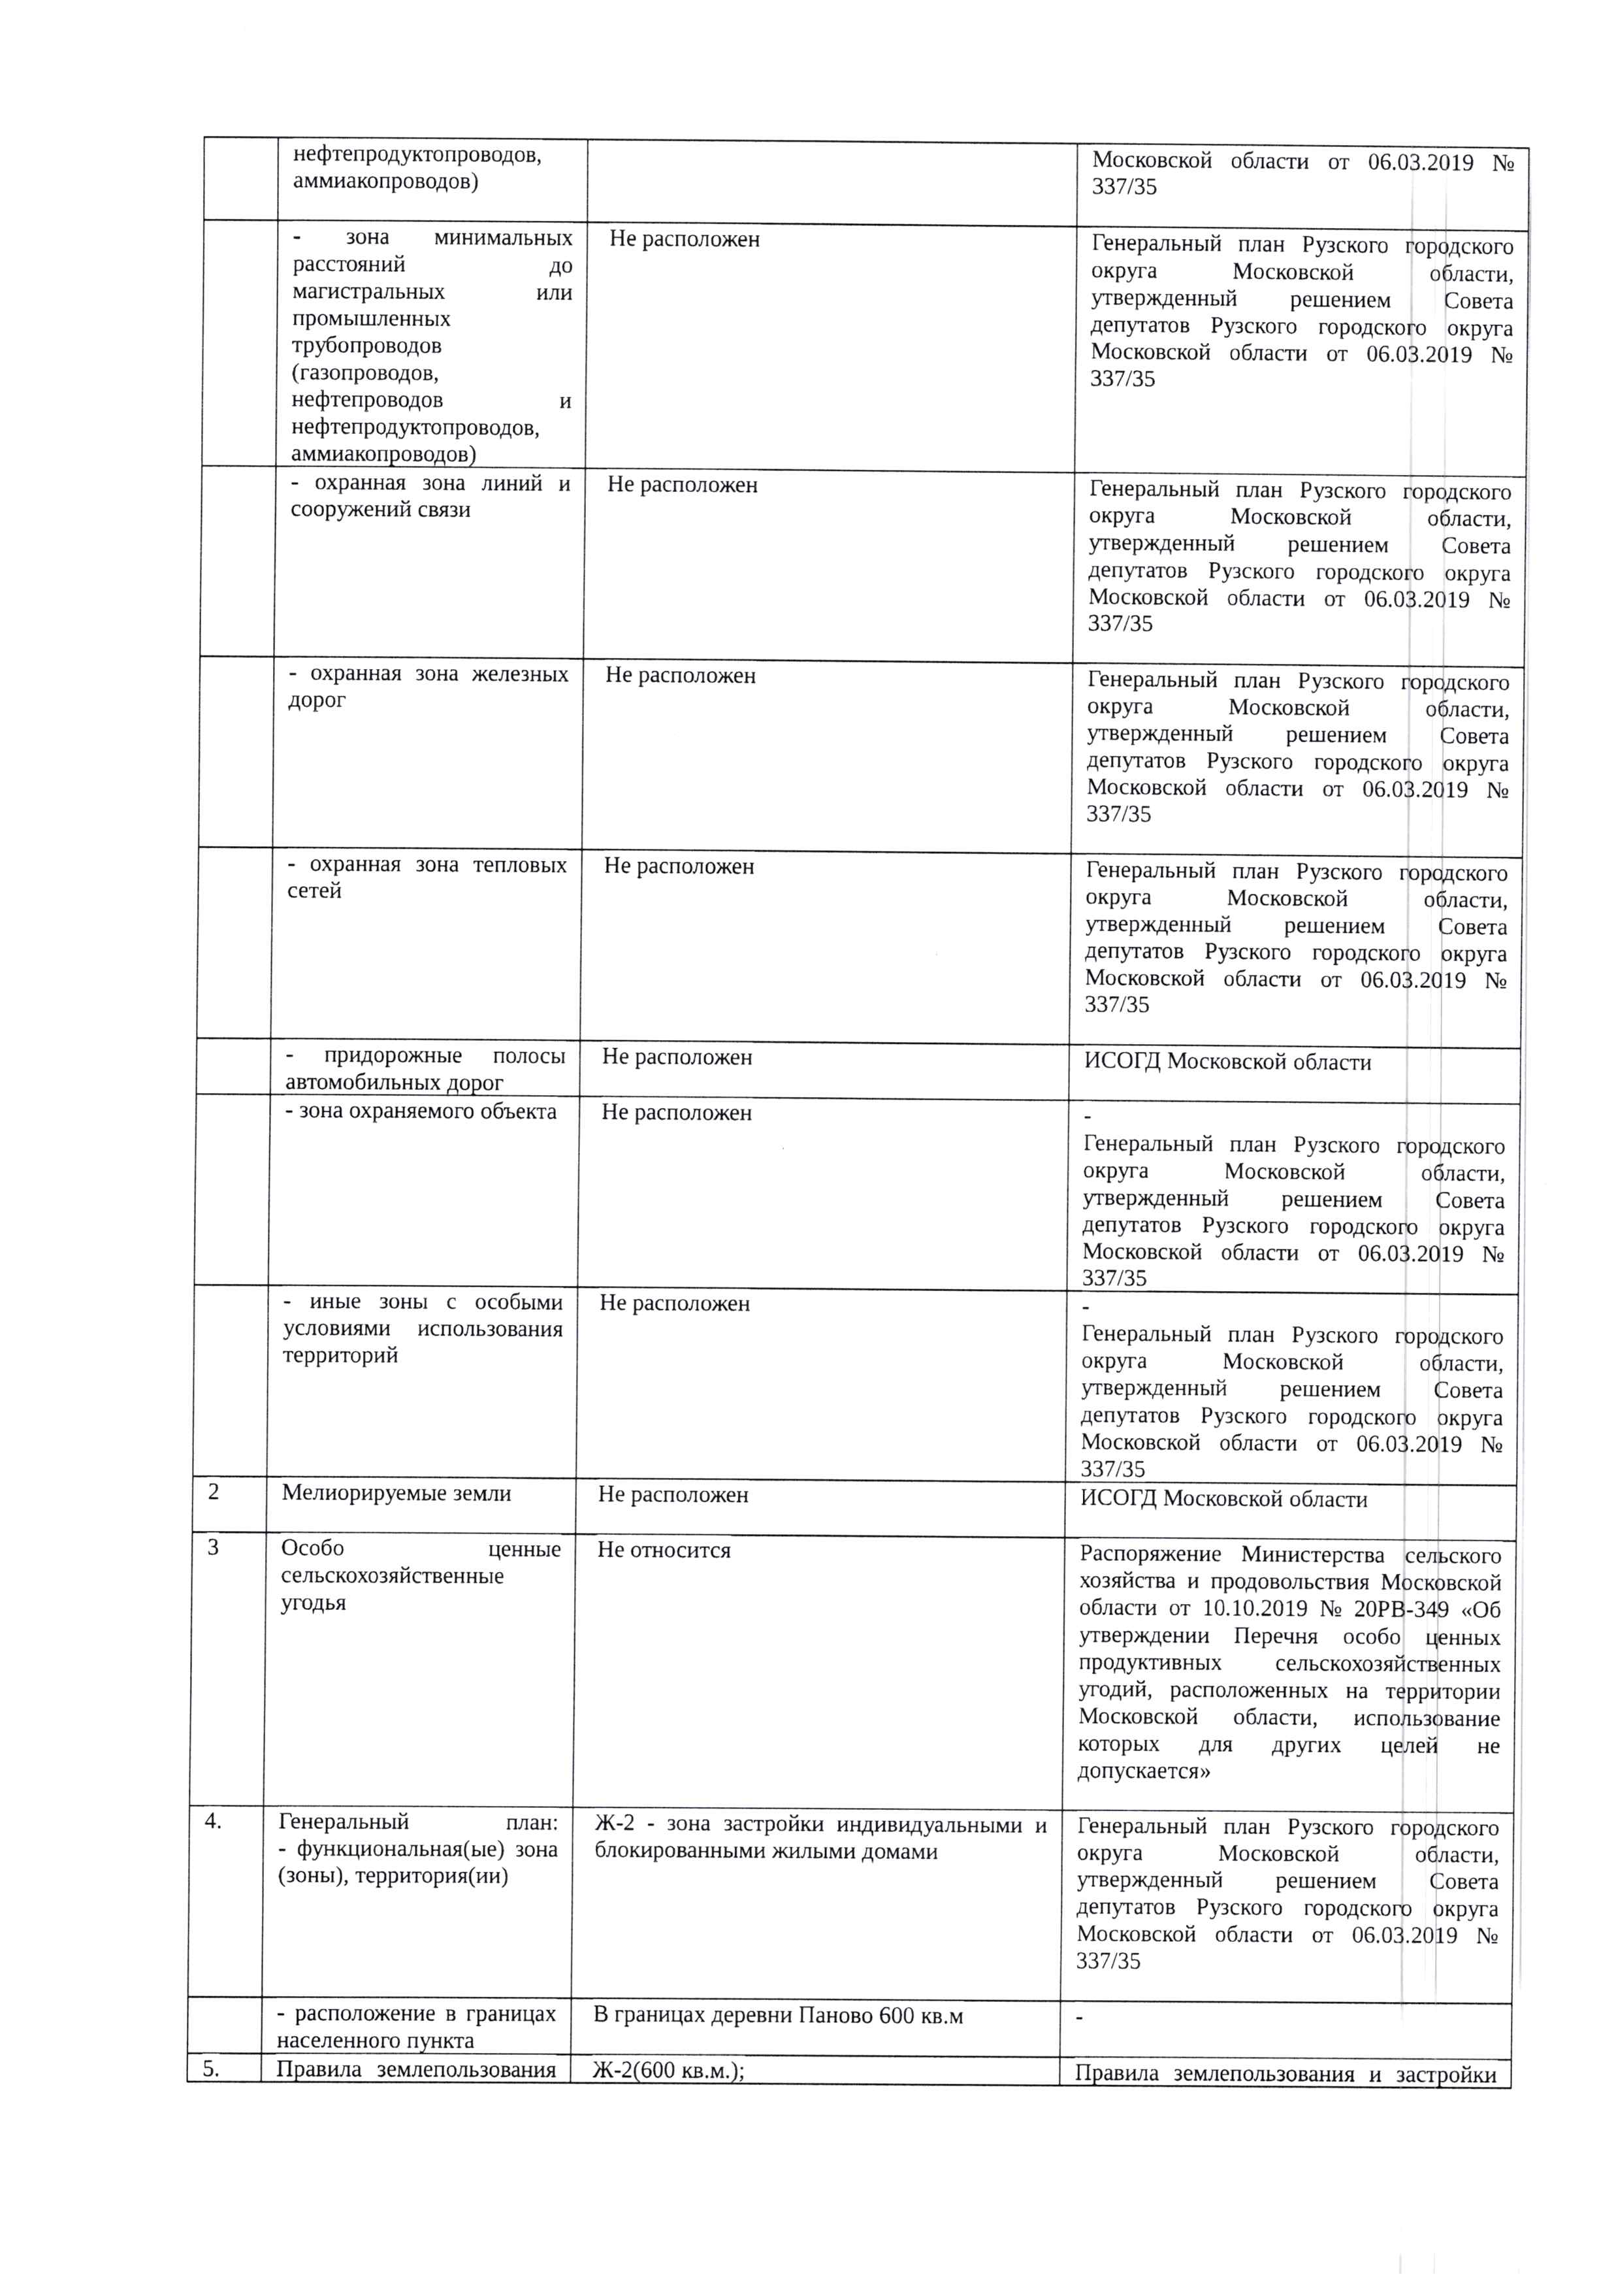 нефтепродуктопроводов,
аммиакопроводов)
Московской области от 06.03.2019 №
337/35
- зона минимальных
расстояний до
магистральных или
промышленных
трубопроводов
(газопроводов,
нефтепроводов и
нефтепродуктопроводов,
аммиакопроводов)
Не расположен
Генеральный план Рузского городского
округа Московской области,
утвержденный решением Совета
депутатов Рузского городского округа
Московской области от 06.03.2019 №
337/35
- охранная зона линий и
сооружений связи
Не расположен
Генеральный план Рузского городского
округа Московской области,
утвержденный решением Совета
депутатов Рузского городского округа
Московской области от 06.03.2019 №
337/35
- охранная зона железных
дорог
Не расположен
Генеральный план Рузского городского
округа Московской области,
утвержденный решением Совета
депутатов Рузского городского округа
Московской области от 06.03.2019 №
337/35
- охранная зона тепловых
сетей
Не расположен
Генеральный план Рузского городского
округа Московской области,
утвержденный решением Совета
депутатов Рузского городского округа
Московской области от 06.03.2019 №
337/35
- придорожные полосы
автомобильных дорог
Не расположен
ИСОГД Московской области
- зона охраняемого объекта
Не расположен
-
Генеральный план Рузского городского
округа Московской области,
утвержденный решением Совета
депутатов Рузского городского округа
Московской области от 06.03.2019 №
337/35
- иные зоны с особыми
условиями использования
территорий
Не расположен
-
Генеральный план Рузского городского
округа Московской области,
утвержденный решением Совета
депутатов Рузского городского округа
Московской области от 06.03.2019 №
337/35
2
Мелиорируемые земли
Не расположен
ИСОГД Московской области
3
Особо ценные
сельскохозяйственные
угодья
Не относится
Распоряжение Министерства сельского
хозяйства и продовольствия Московской
области от 10.10.2019 № 20РВ-349 «Об
утверждении Перечня особо ценных
продуктивных сельскохозяйственных
угодий, расположенных на территории
Московской области, использование
которых для других целей не
допускается»
4.
Генеральный план:
- функциональная(ые) зона
(зоны), территория(ии)
Ж-2 - зона застройки индивидуальными и
блокированными жилыми домами
Генеральный план Рузского городского
округа Московской области,
утвержденный решением Совета
депутатов Рузского городского округа
Московской области от 06.03.2019 №
337/35
- расположение в границах
населенного пункта
В границах деревни Паново 600 кв.м
-
5.
Правила землепользования
Ж-2(600 кв.м.);
Правила землепользования и застройки